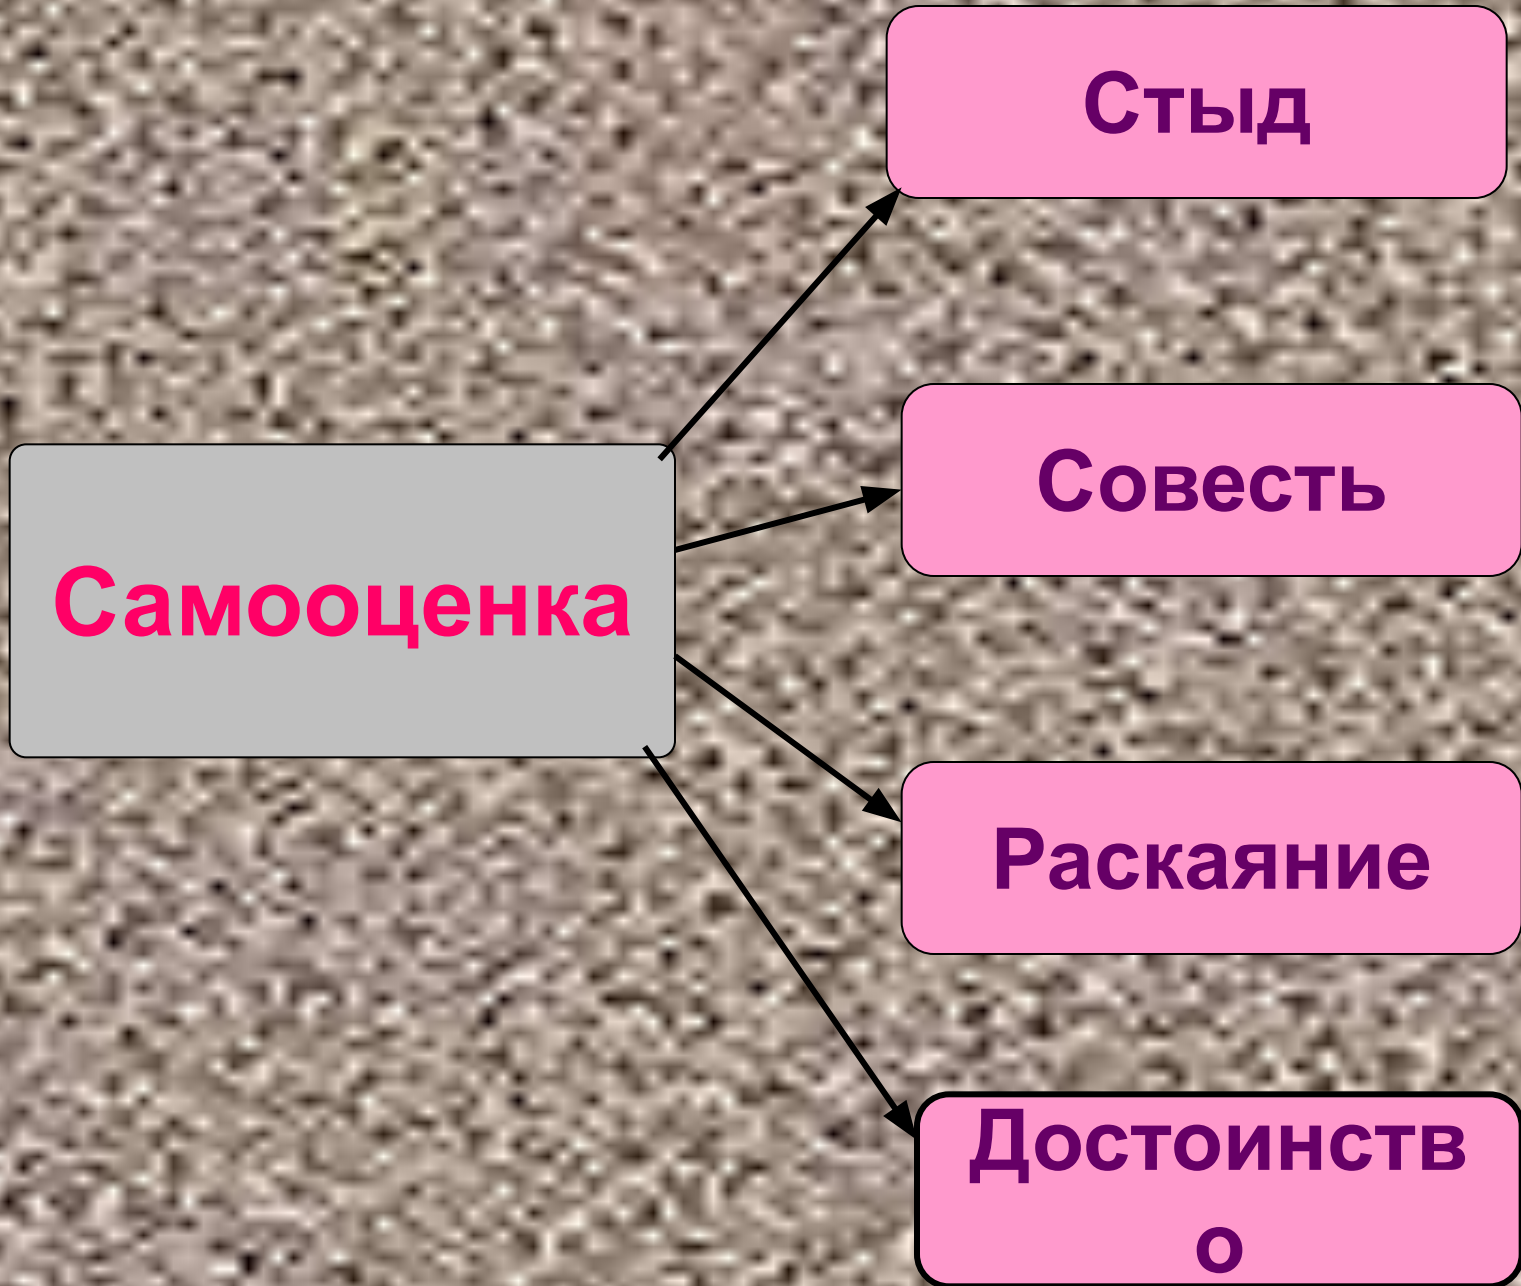 Стыд
Совесть
Самооценка
Раскаяние
Достоинств
о